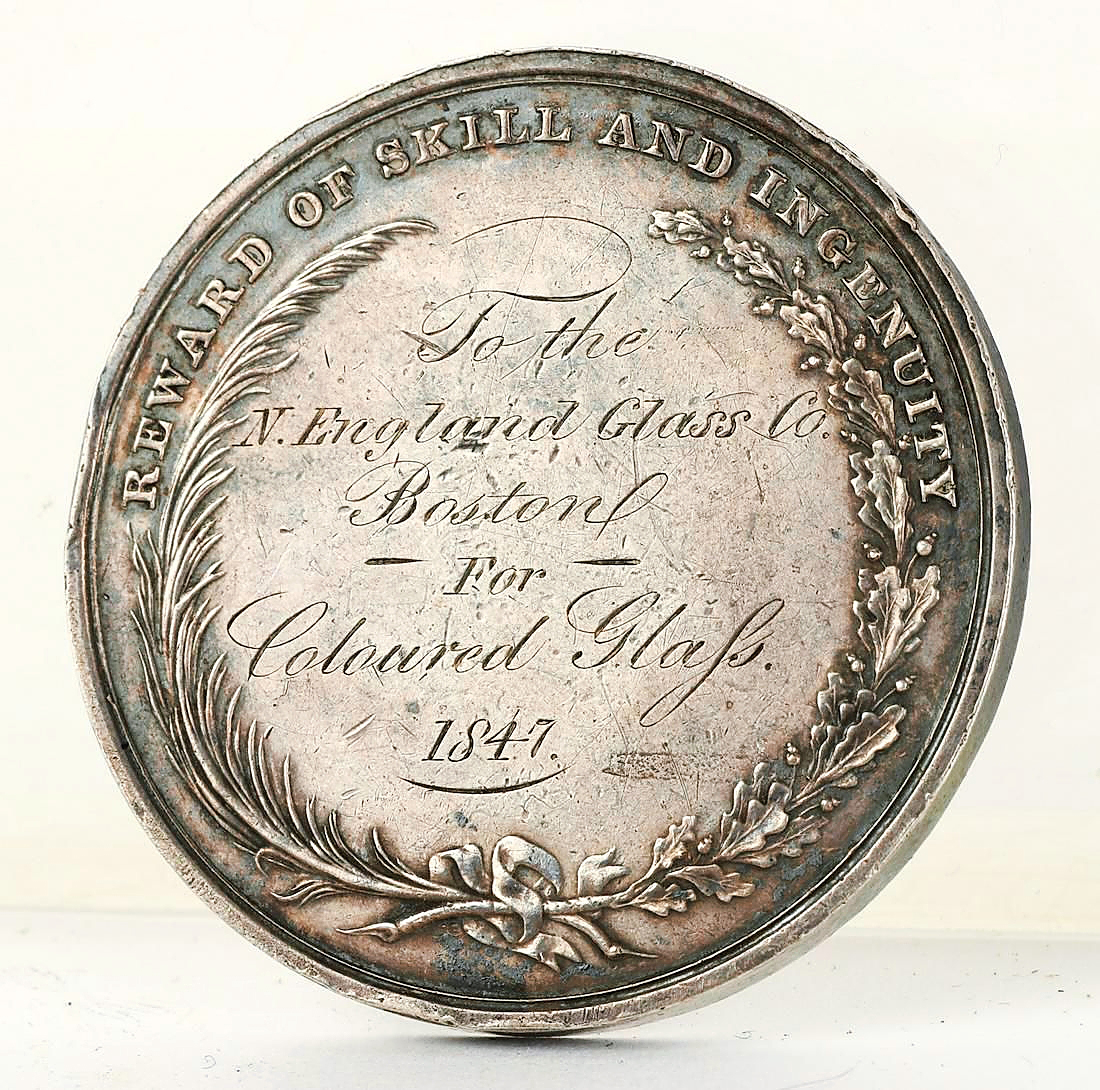 REWARD OF SKILL AND INGENUITY
To the
N. England Glass Co.
Boston
For
Coloured Glaſs.
1847.